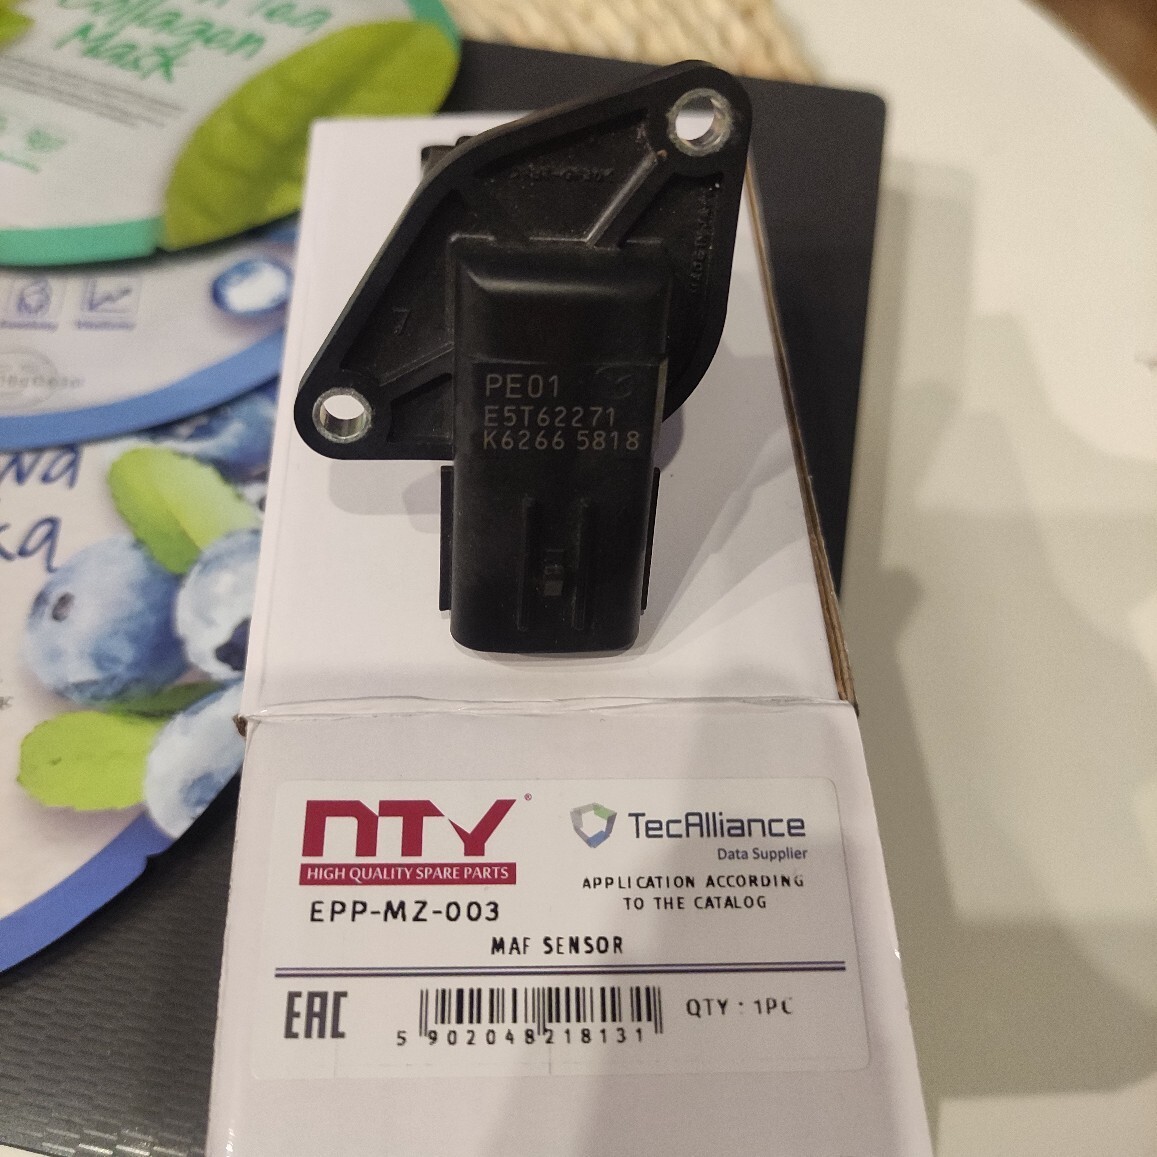 Tea
Collagen
Mask
PE01
E5T62271
K6266 5818
NTY®
HIGH QUALITY SPARE PARTS
EPP-MZ-003
TecAlliance
Data Supplier
APPLICATION ACCORDING
TO THE CATALOG
MAF SENSOR
EAC
5 902048 218131
QTY : 1PC